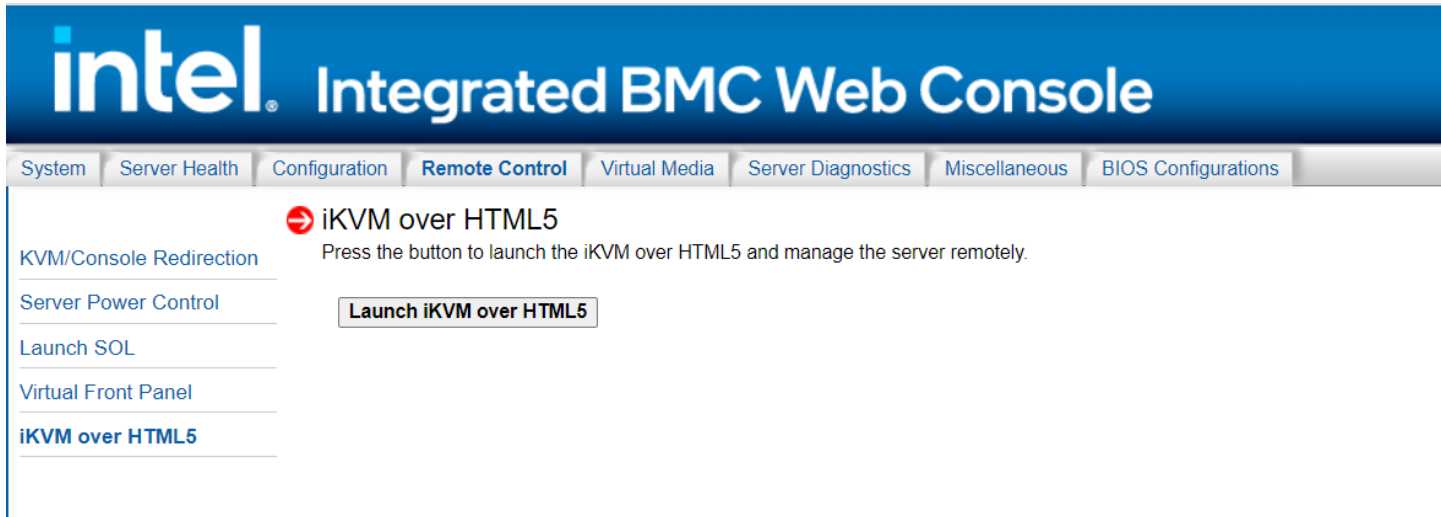 intel® Integrated BMC Web Console
System Server Health Configuration Remote Control Virtual Media Server Diagnostics Miscellaneous BIOS Configurations
iKVM over HTML5
Press the button to launch the iKVM over HTML5 and manage the server remotely.
KVM/Console Redirection
Server Power Control
Launch iKVM over HTML5
Launch SOL
Virtual Front Panel
iKVM over HTML5